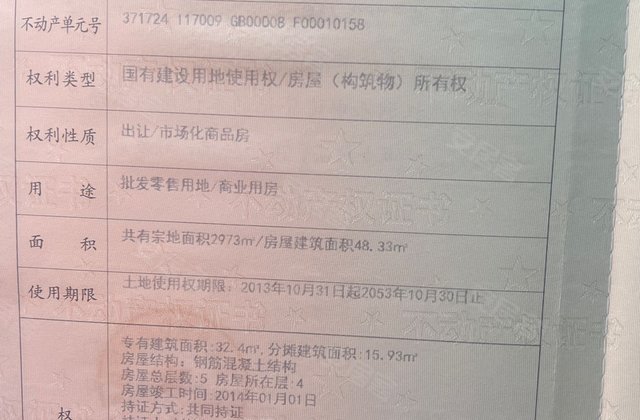 不动产单元号 371724 117009 GB00008 F00010158
权利类型 国有建设用地使用权/房屋（构筑物）所有权
权利性质 出让/市场化商品房
用途 批发零售用地/商业用房
面积 共有宗地面积2973㎡/房屋建筑面积48.33㎡
使用期限 土地使用权期限：2013年10月31日起2053年10月30日止
专有建筑面积:32.4㎡,分摊建筑面积:15.93㎡
房屋结构：钢筋混凝土结构
房屋总层数:5 房屋所在层:4
房屋竣工时间:2014年01月01日
权 持证方式:共同持证